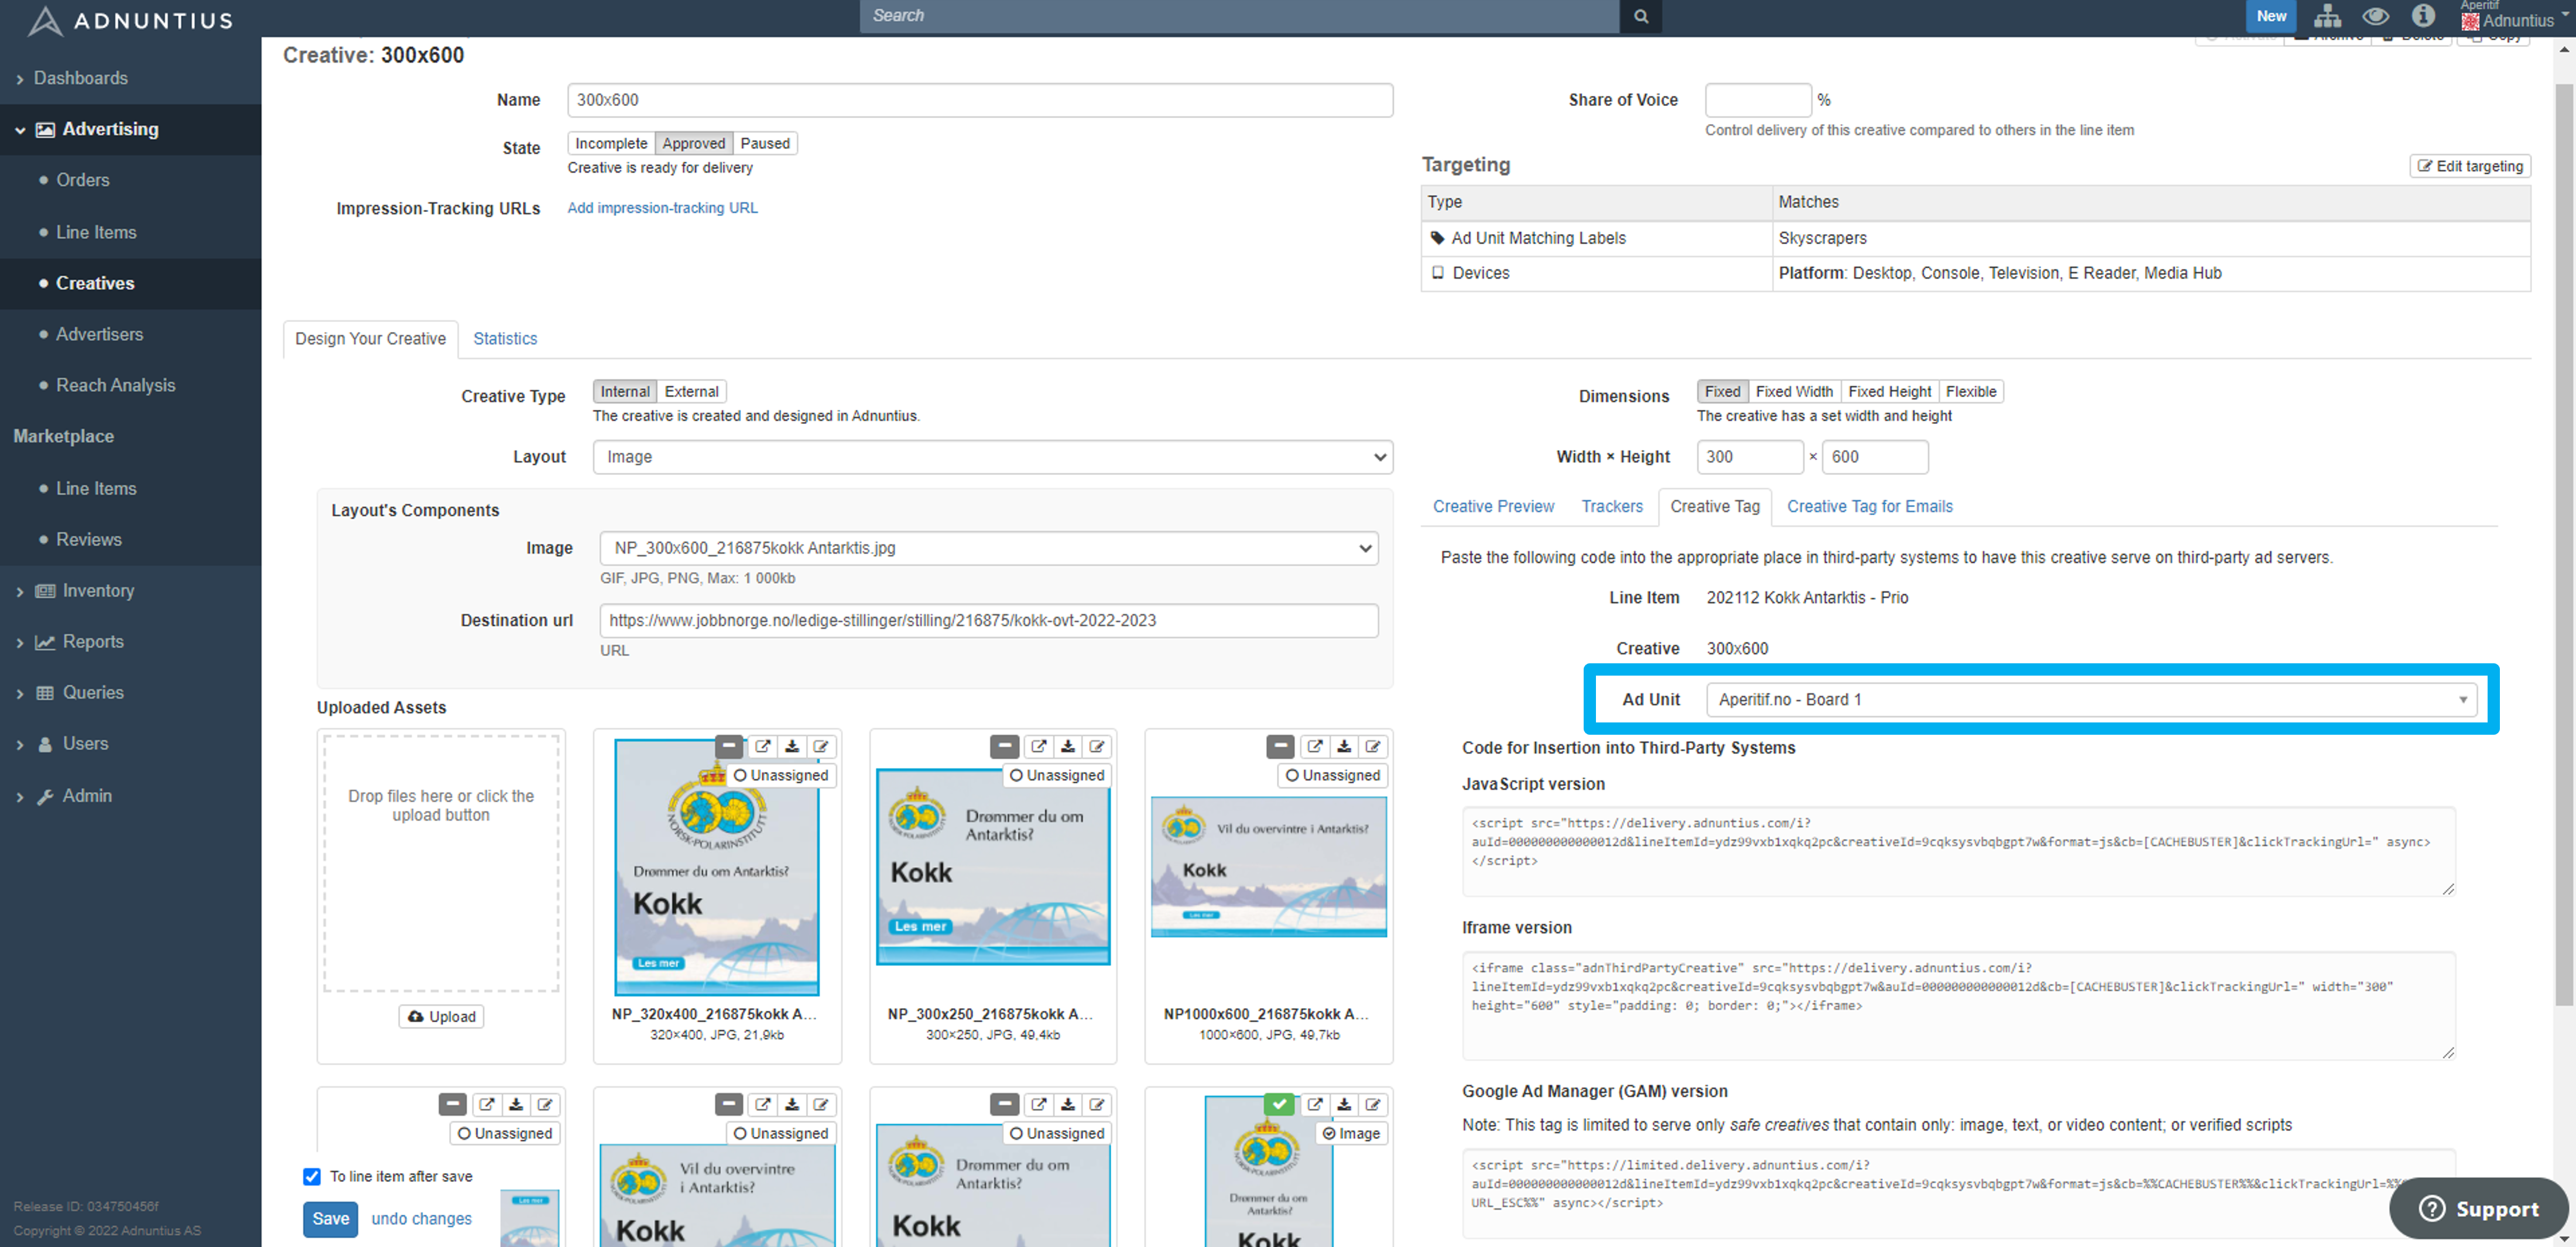 ADNUNTIUS
Search
New
Aperitif
Adnuntius
Creative: 300x600
Archive
Delete
Copy
Dashboards
Advertising
Orders
Line Items
Creatives
Advertisers
Reach Analysis
Marketplace
Line Items
Reviews
Inventory
Reports
Queries
Users
Admin
Release ID: 034750456f
Copyright © 2022 Adnuntius AS
Name
300x600
State
Incomplete
Approved
Paused
Creative is ready for delivery
Impression-Tracking URLs
Add impression-tracking URL
Share of Voice
%
Control delivery of this creative compared to others in the line item
Targeting
Edit targeting
Type
Matches
Ad Unit Matching Labels
Skyscrapers
Devices
Platform: Desktop, Console, Television, E Reader, Media Hub
Design Your Creative
Statistics
Creative Type
Internal
External
The creative is created and designed in Adnuntius.
Layout
Image
Layout's Components
Image
NP_300x600_216875kokk Antarktis.jpg
GIF, JPG, PNG, Max: 1 000kb
Destination url
https://www.jobbnorge.no/ledige-stillinger/stilling/216875/kokk-ovt-2022-2023
URL
Uploaded Assets
Drop files here or click the
upload button
Upload
Unassigned
NORSK-POLARINSTITUTT
Drømmer du om Antarktis?
Kokk
Les mer
NP_320x400_216875kokk A...
320×400, JPG, 21,9kb
Unassigned
Drømmer du om
Antarktis?
Kokk
Les mer
NP_300x250_216875kokk A...
300×250, JPG, 49,4kb
Unassigned
Vil du overvintre i Antarktis?
Kokk
Les mer
NP1000x600_216875kokk A...
1000×600, JPG, 49,7kb
Unassigned
Les mer
Unassigned
Vil du overvintre
i Antarktis?
Kokk
Unassigned
Drømmer du om
Antarktis?
Kokk
Image
Drømmer du om
Antarktis?
Kokk
To line item after save
Save
undo changes
Dimensions
Fixed
Fixed Width
Fixed Height
Flexible
The creative has a set width and height
Width × Height
300
×
600
Creative Preview
Trackers
Creative Tag
Creative Tag for Emails
Paste the following code into the appropriate place in third-party systems to have this creative serve on third-party ad servers.
Line Item
202112 Kokk Antarktis - Prio
Creative
300x600
Ad Unit
Aperitif.no - Board 1
Code for Insertion into Third-Party Systems
JavaScript version
<script src="https://delivery.adnuntius.com/i?
auId=000000000000012d&lineItemId=ydz99vxb1xqkq2pc&creativeId=9cqksysvbqbgpt7w&format=js&cb=[CACHEBUSTER]&clickTrackingUrl=" async>
</script>
Iframe version
<iframe class="adnThirdPartyCreative" src="https://delivery.adnuntius.com/i?
lineItemId=ydz99vxb1xqkq2pc&creativeId=9cqksysvbqbgpt7w&auId=000000000000012d&cb=[CACHEBUSTER]&clickTrackingUrl=" width="300"
height="600" style="padding: 0; border: 0;"></iframe>
Google Ad Manager (GAM) version
Note: This tag is limited to serve only safe creatives that contain only: image, text, or video content; or verified scripts
<script src="https://limited.delivery.adnuntius.com/i?
auId=000000000000012d&lineItemId=ydz99vxb1xqkq2pc&creativeId=9cqksysvbqbgpt7w&format=js&cb=%%CACHEBUSTER%%&clickTrackingUrl=%%
URL_ESC%%" async></script>
Support